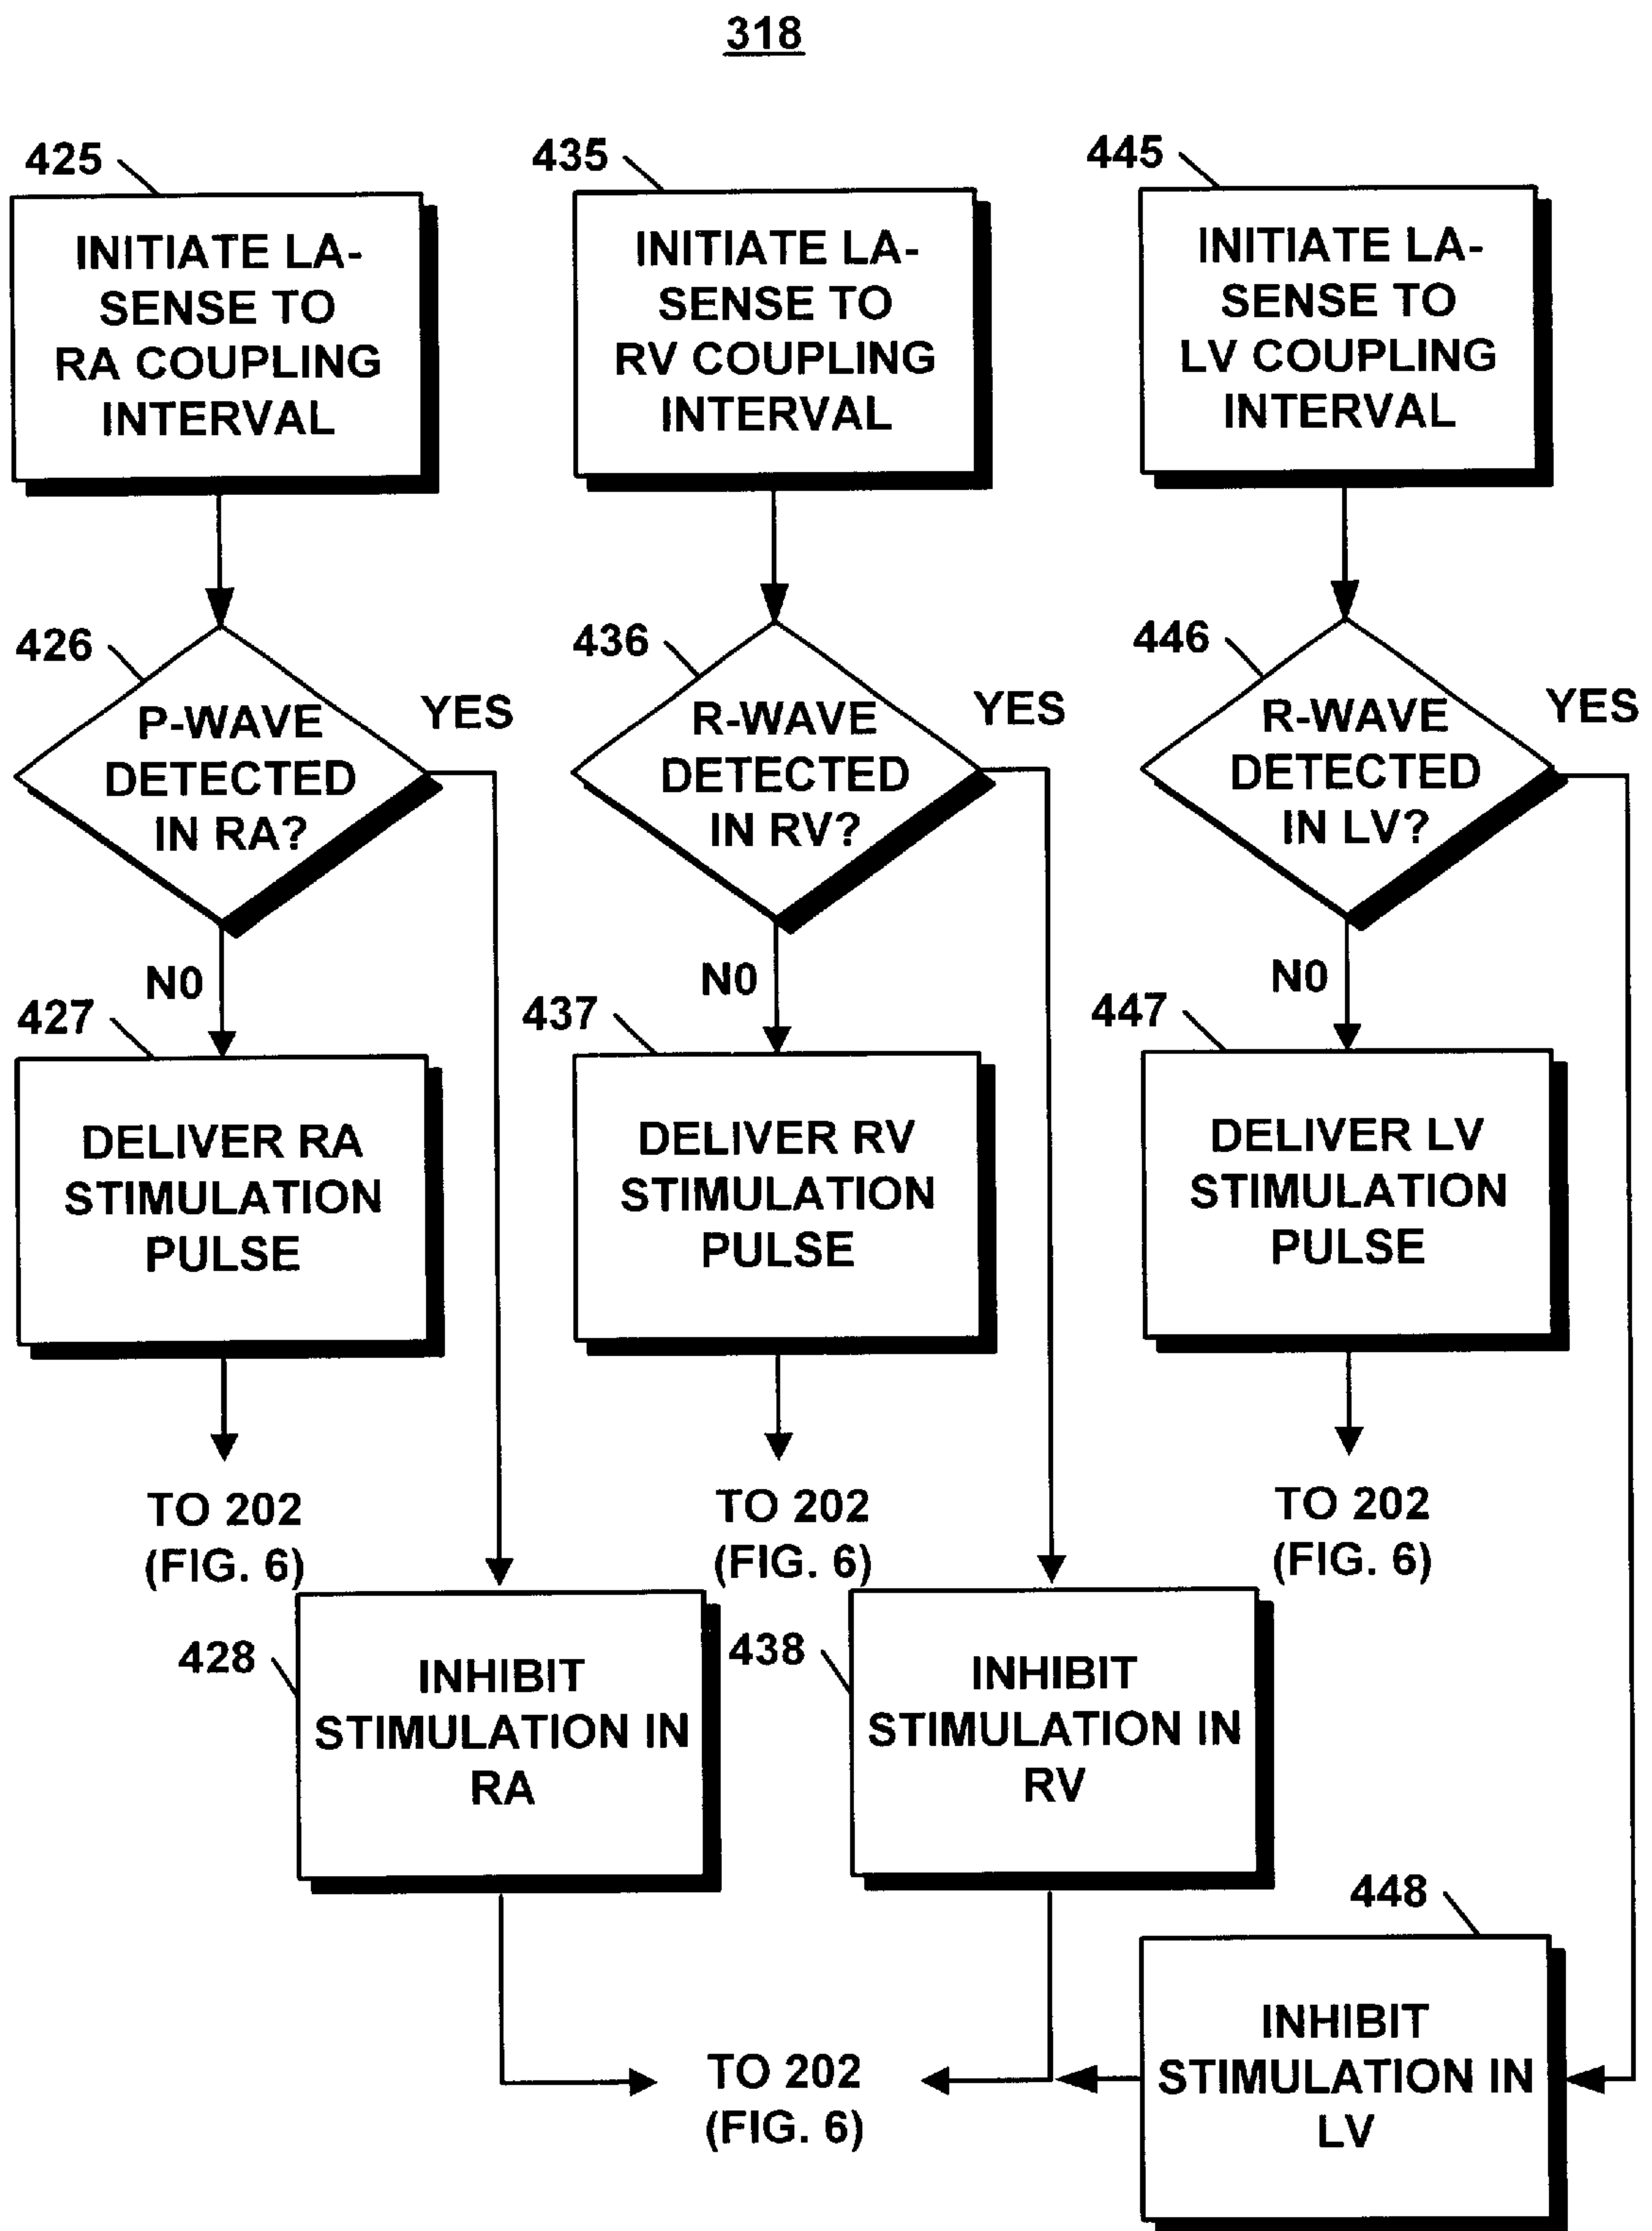 318
425
435
445
INITIATE LA-
SENSE TO
RA COUPLING
INTERVAL
INITIATE LA-
SENSE TO
RV COUPLING
INTERVAL
INITIATE LA-
SENSE TO
LV COUPLING
INTERVAL
426
P-WAVE
DETECTED
IN RA?
YES
436
R-WAVE
DETECTED
IN RV?
YES
446
R-WAVE
DETECTED
IN LV?
YES
N0
N0
N0
427
437
447
DELIVER RA
STIMULATION
PULSE
DELIVER RV
STIMULATION
PULSE
DELIVER LV
STIMULATION
PULSE
TO 202
(FIG. 6)
TO 202
(FIG. 6)
TO 202
(FIG. 6)
428
INHIBIT
STIMULATION IN
RA
438
INHIBIT
STIMULATION IN
RV
448
INHIBIT
STIMULATION IN
LV
TO 202
(FIG. 6)